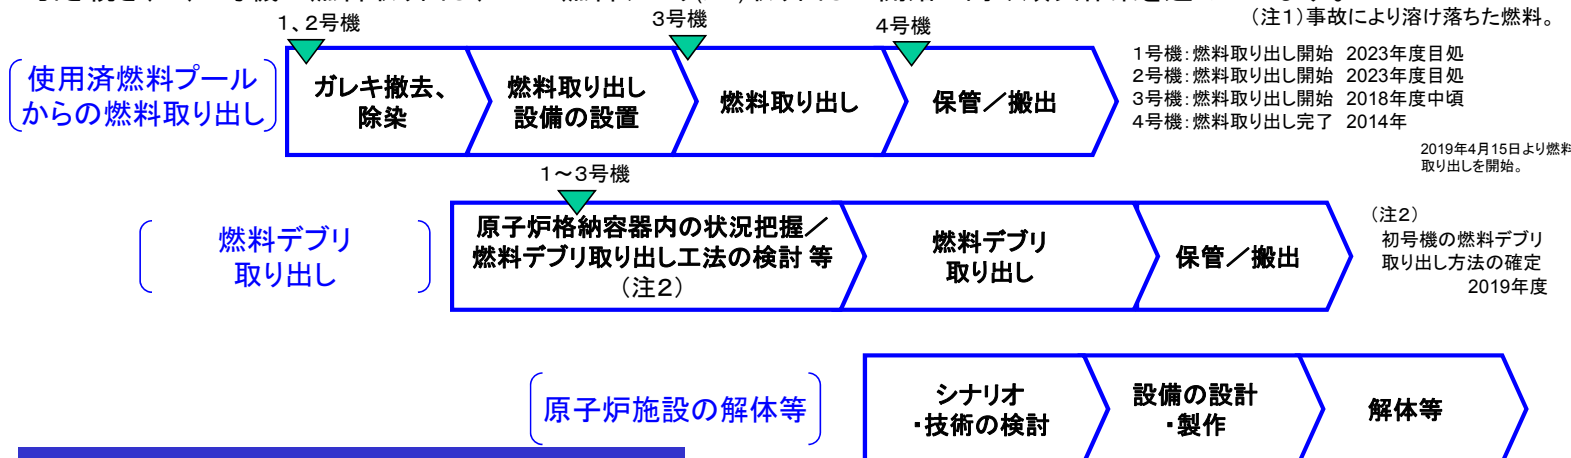 (注1)事故により溶け落ちた燃料。
1、2号機
3号機
4号機
使用済燃料プール
からの燃料取り出し
ガレキ撤去、
除染
燃料取り出し
設備の設置
燃料取り出し
保管／搬出
1号機：燃料取り出し開始 2023年度目処
2号機：燃料取り出し開始 2023年度目処
3号機：燃料取り出し開始 2018年度中頃
4号機：燃料取り出し完了 2014年
2019年4月15日より燃料
取り出しを開始。
1～3号機
燃料デブリ
取り出し
原子炉格納容器内の状況把握／
燃料デブリ取り出し工法の検討 等
（注2）
燃料デブリ
取り出し
保管／搬出
（注2）
初号機の燃料デブリ
取り出し方法の確定
2019年度
原子炉施設の解体等
シナリオ
・技術の検討
設備の設計
・製作
解体等